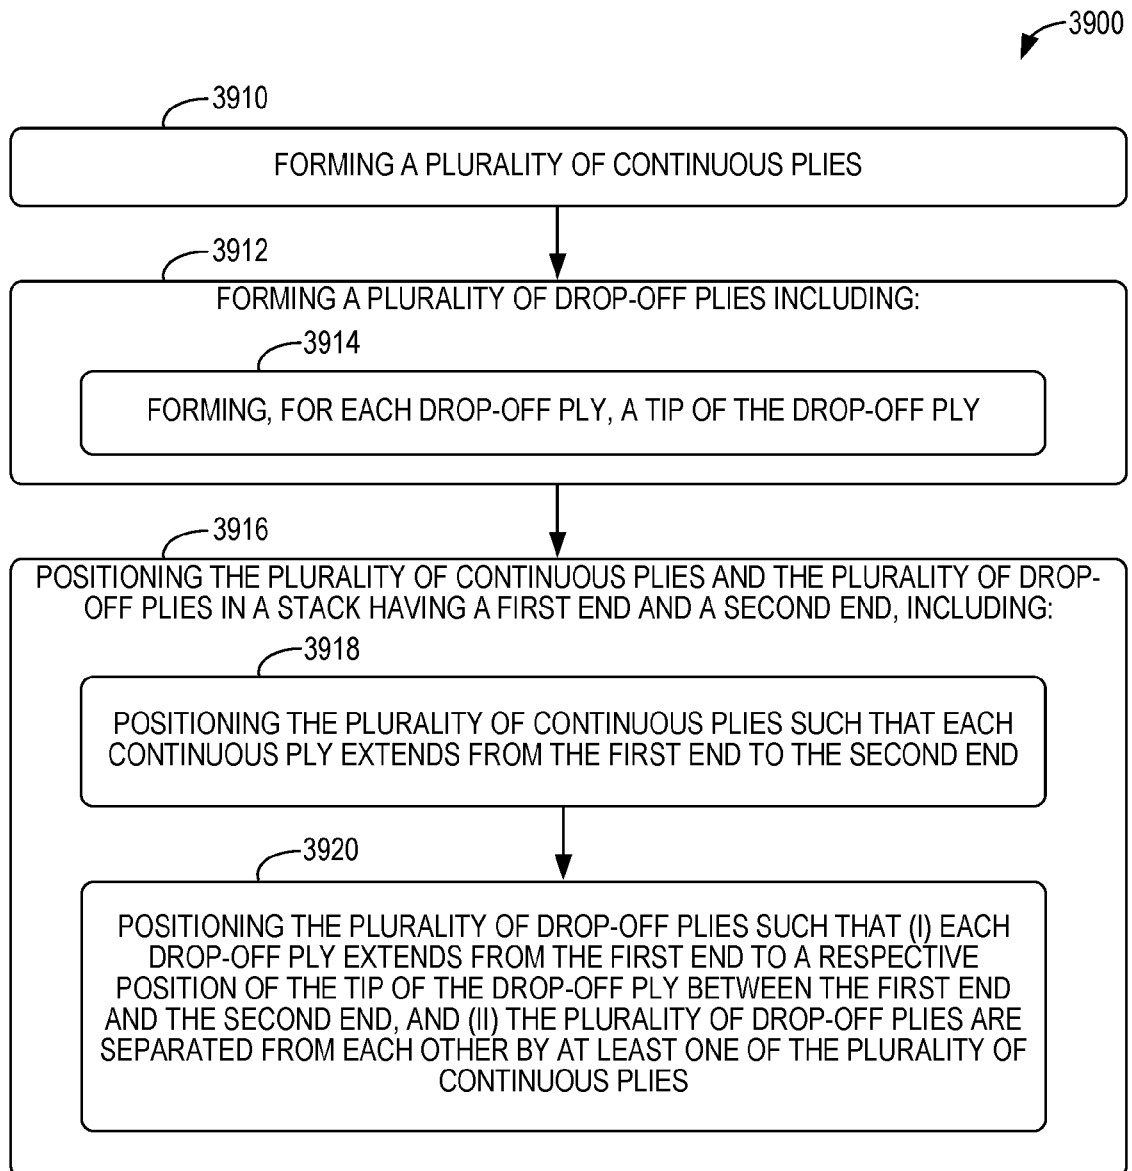 3900
3910
FORMING A PLURALITY OF CONTINUOUS PLIES
3912
FORMING A PLURALITY OF DROP-OFF PLIES INCLUDING:
3914
FORMING, FOR EACH DROP-OFF PLY, A TIP OF THE DROP-OFF PLY
3916
POSITIONING THE PLURALITY OF CONTINUOUS PLIES AND THE PLURALITY OF DROP-
OFF PLIES IN A STACK HAVING A FIRST END AND A SECOND END, INCLUDING:
3918
POSITIONING THE PLURALITY OF CONTINUOUS PLIES SUCH THAT EACH
CONTINUOUS PLY EXTENDS FROM THE FIRST END TO THE SECOND END
3920
POSITIONING THE PLURALITY OF DROP-OFF PLIES SUCH THAT (I) EACH
DROP-OFF PLY EXTENDS FROM THE FIRST END TO A RESPECTIVE
POSITION OF THE TIP OF THE DROP-OFF PLY BETWEEN THE FIRST END
AND THE SECOND END, AND (II) THE PLURALITY OF DROP-OFF PLIES ARE
SEPARATED FROM EACH OTHER BY AT LEAST ONE OF THE PLURALITY OF
CONTINUOUS PLIES